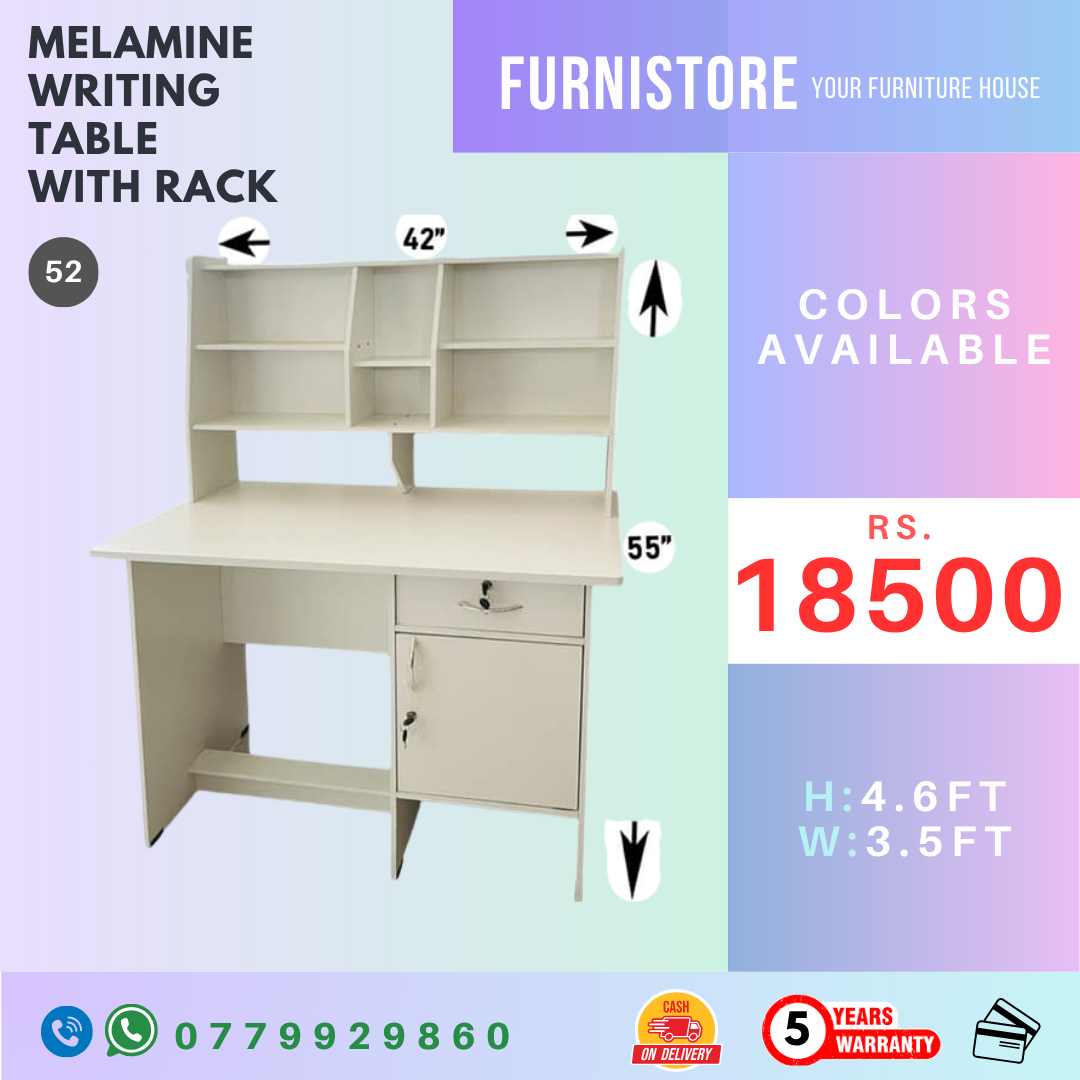 MELAMINE
WRITING
TABLE
WITH RACK
FURNISTORE YOUR FURNITURE HOUSE
52
42”
55”
COLORS
AVAILABLE
RS.
18500
H:4.6FT
W:3.5FT
0779929860
CASH
ON DELIVERY
5 YEARS
WARRANTY